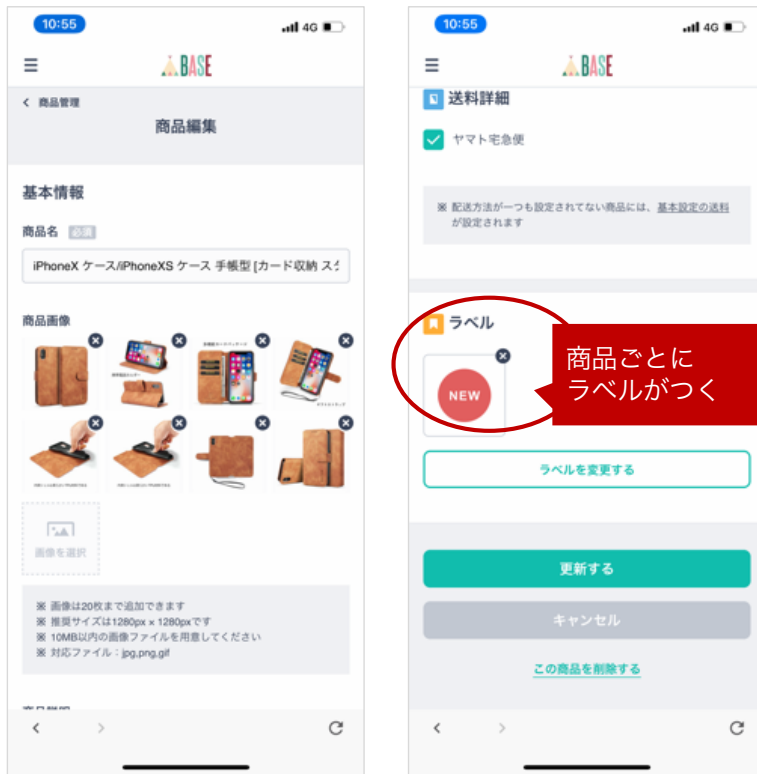 10:55
4G
BASE
商品管理
商品編集
基本情報
商品名 必須
iPhoneX ケース/iPhoneXS ケース 手帳型 [カード収納 スタ
商品画像
画像を選択
※ 画像は20枚まで追加できます
※ 推奨サイズは1280px × 1280pxです
※ 10MB以内の画像ファイルを用意してください
※ 対応ファイル：jpg,png,gif
商品説明
10:55
4G
BASE
送料詳細
ヤマト宅急便
※ 配送方法が一つも設定されてない商品には、基本設定の送料
が設定されます
ラベル
NEW
商品ごとに
ラベルがつく
ラベルを変更する
更新する
キャンセル
この商品を削除する